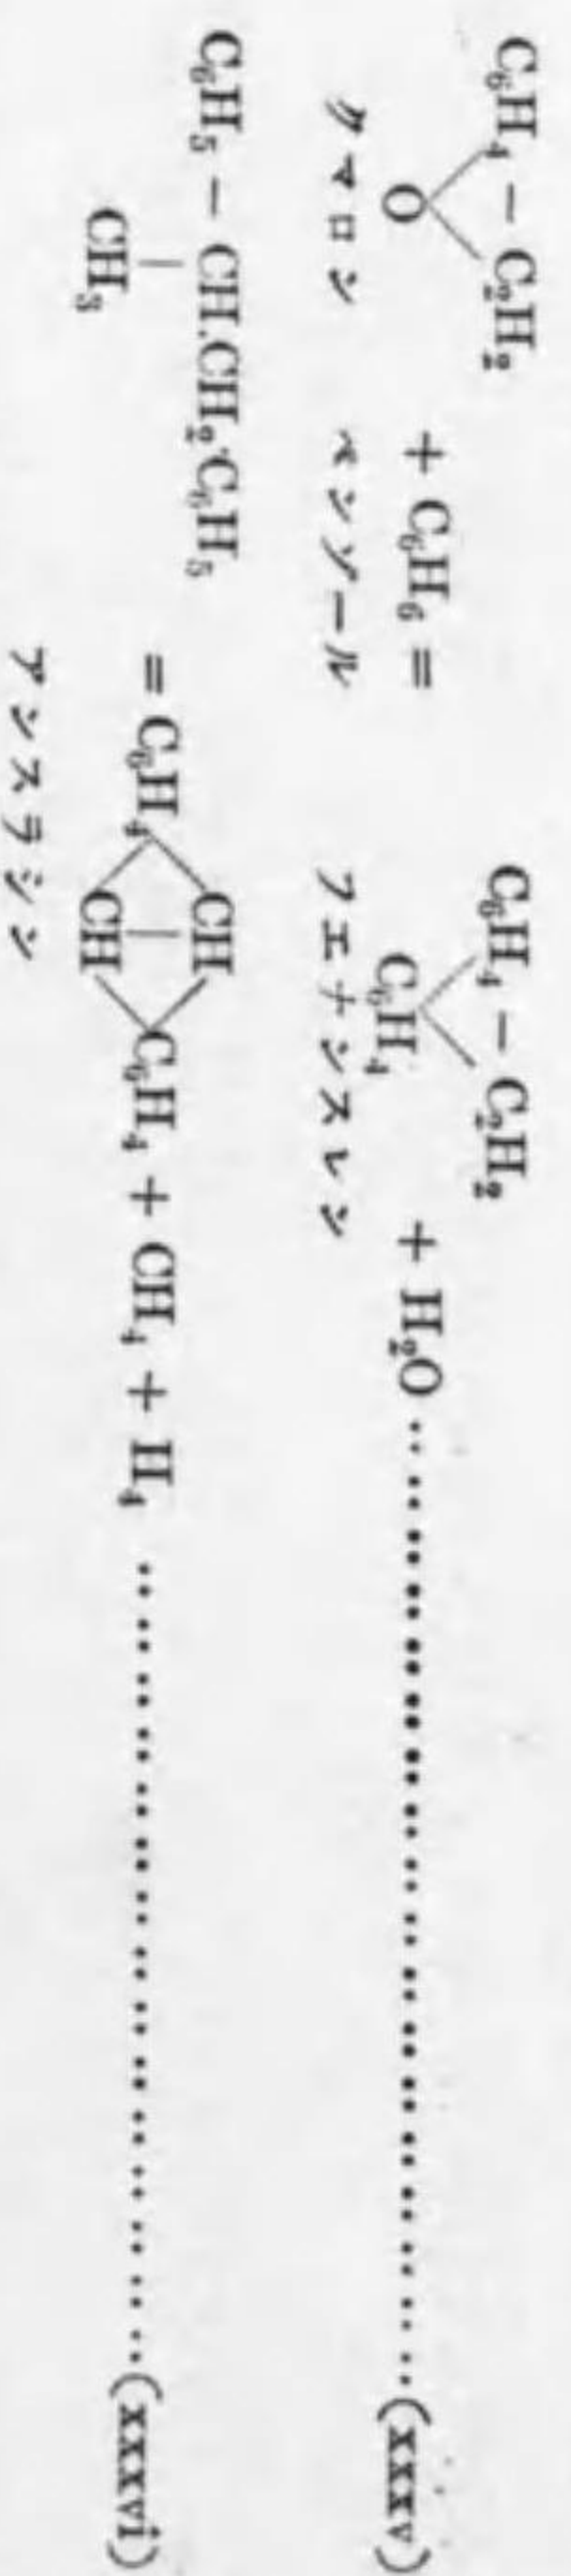 C₆H₄ − C₂H₂
O
+ C₆H₆ =
C₆H₄ − C₂H₂
C₆H₄
+ H₂O ……………………(xxxv)
クマロン ベンゾール フエナンスレン
C₆H₅ − CH.CH₂.C₆H₅
CH₃
= C₆H₄
CH
CH
C₆H₄ + CH₄ + H₄ ……………………(xxxvi)
アンスラシン